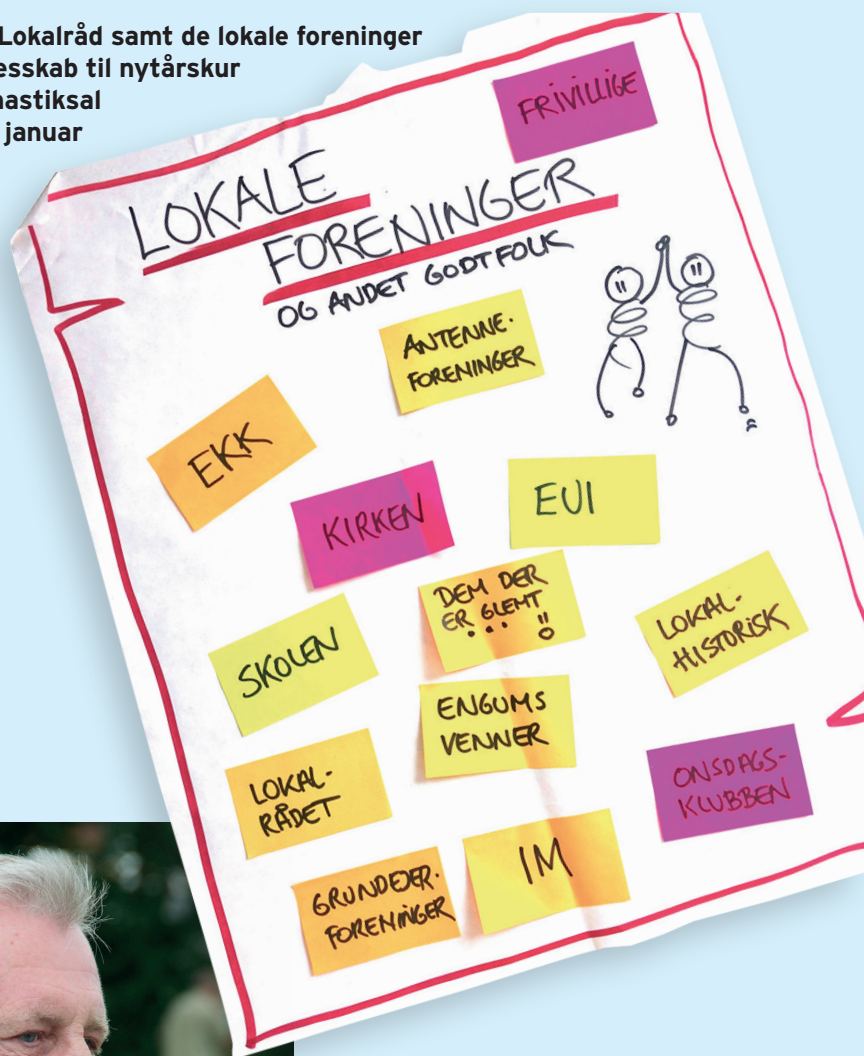 Lokalråd samt de lokale foreninger
esskab til nytårskur
nastiksal
januar
FRIVILLIGE
LOKALE
FORENINGER
OG ANDET GODTFOLK
ANTENNE-
FORENINGER
EKK
KIRKEN
EUI
DEM DER
ER GLEMT
...
SKOLEN
LOKAL-
HISTORISK
ENGUMS
VENNER
LOKAL-
RÅDET
ONSDAGS-
KLUBBEN
GRUNDEJER-
FORENINGER
IM